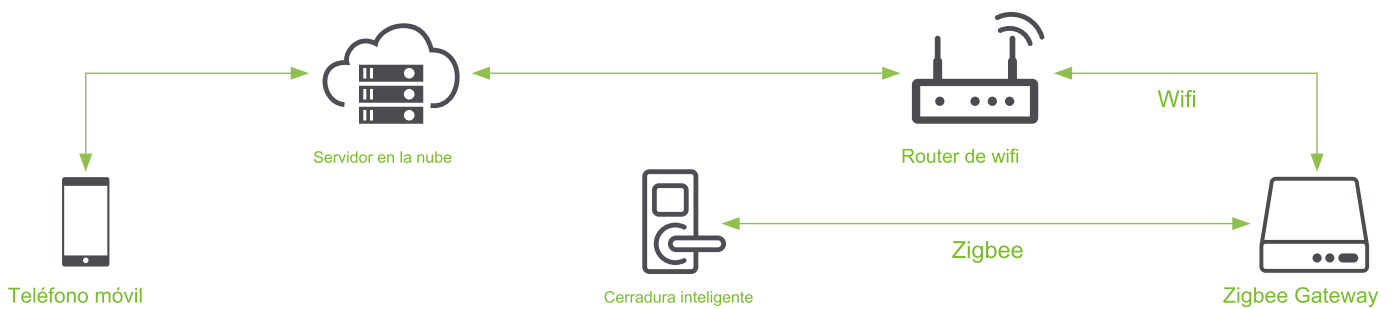 Wifi
Servidor en la nube
Router de wifi
Zigbee
Teléfono móvil
Cerradura inteligente
Zigbee Gateway